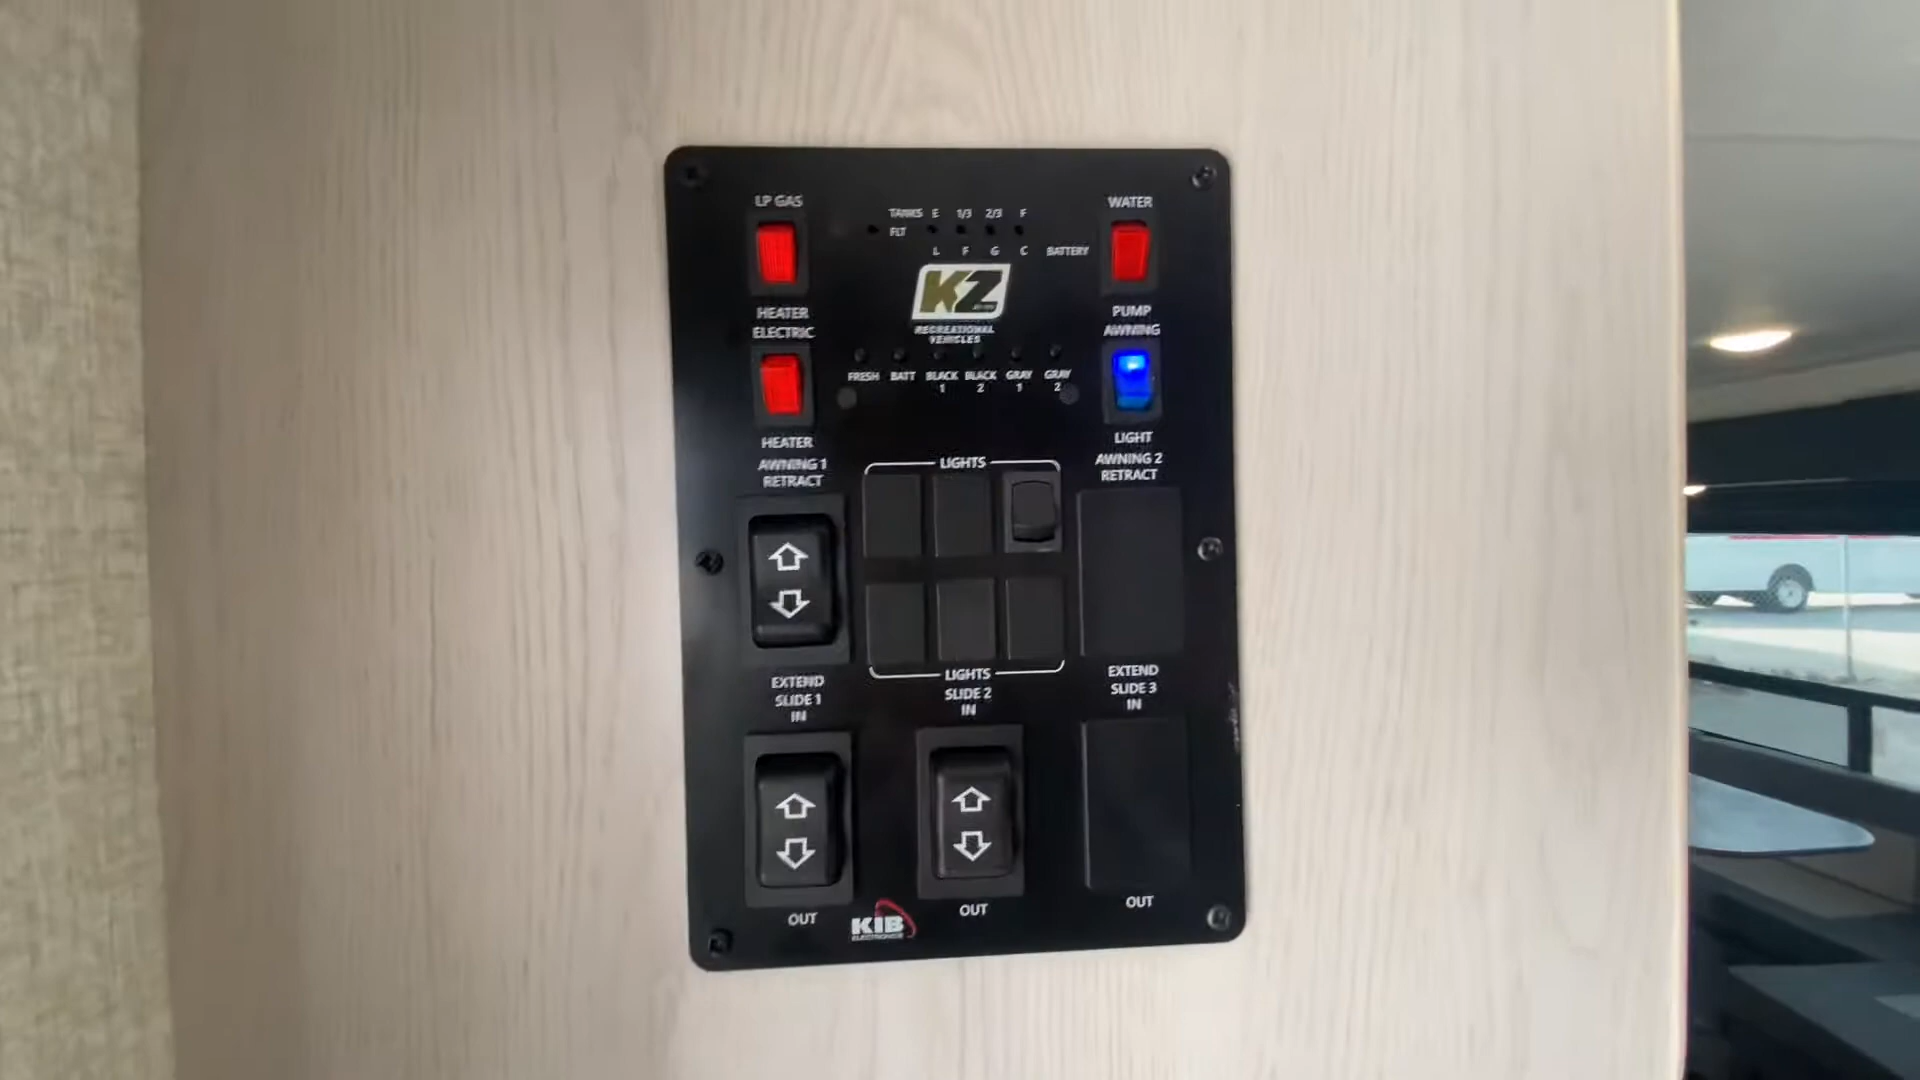 LP GAS
TANKS E 1/3 2/3 F
WATER
FLT
L F G C BATTERY
KZ
RECREATIONAL
VEHICLES
HEATER
ELECTRIC
PUMP
AWNING
FRESH BATT BLACK 1 BLACK 2 GRAY 1 GRAY 2
HEATER
LIGHT
AWNING 1
RETRACT
LIGHTS
AWNING 2
RETRACT
LIGHTS
EXTEND
SLIDE 1
IN
SLIDE 2
IN
EXTEND
SLIDE 3
IN
OUT
KIB
ELECTRONICS
OUT
OUT